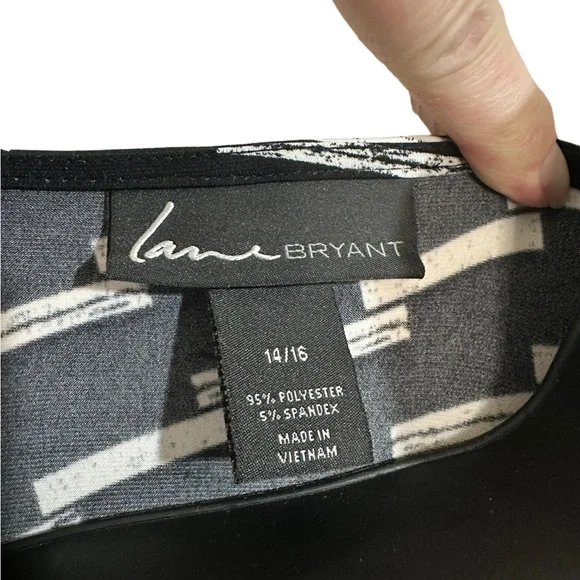 Lane BRYANT
14/16
95% POLYESTER
5% SPANDEX
MADE IN
VIETNAM